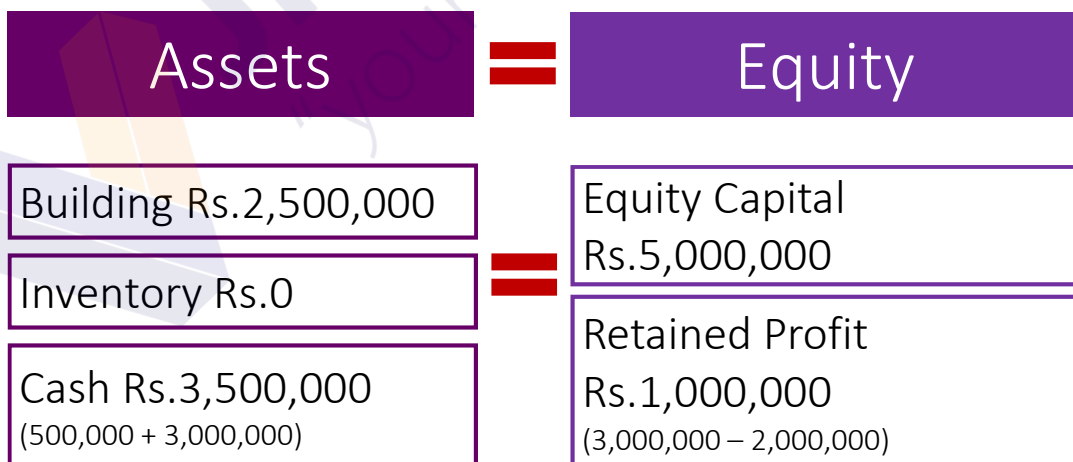 Assets = Equity
Building Rs.2,500,000
Inventory Rs.0
Cash Rs.3,500,000
(500,000 + 3,000,000)
=
Equity Capital
Rs.5,000,000
Retained Profit
Rs.1,000,000
(3,000,000 – 2,000,000)